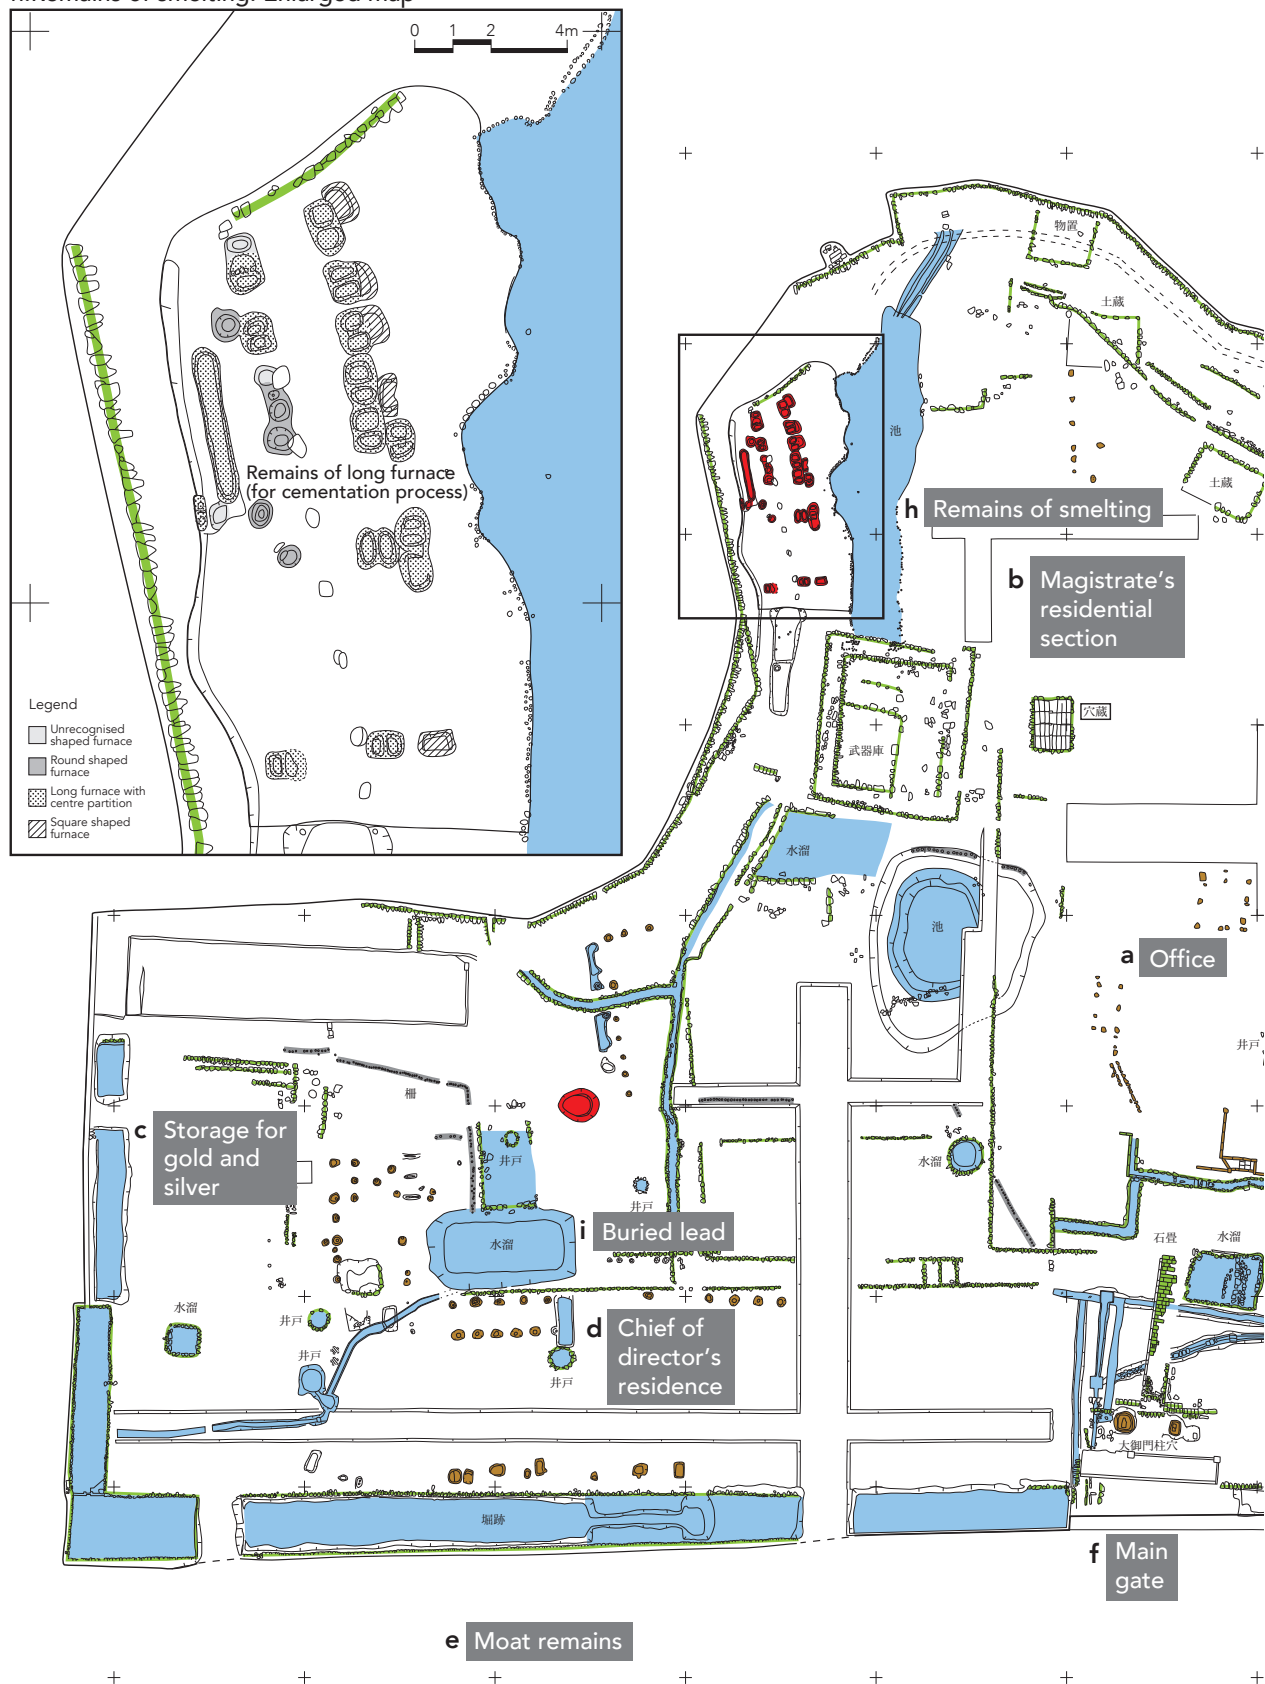 0 1 2 4m
Remains of long furnace
(for cementation process)
Legend
Unrecognised
shaped furnace
Round shaped
furnace
Long furnace with
centre partition
Square shaped
furnace
物置
土蔵
池
土蔵
h Remains of smelting
b Magistrate's
residential
section
穴蔵
武器庫
水溜
池
a Office
井戸
柵
c Storage for
gold and
silver
井戸
水溜
井戸
i Buried lead
水溜
石畳
水溜
水溜
井戸
井戸
d Chief of
director's
residence
井戸
大御門柱穴
堀跡
f Main
gate
e Moat remains